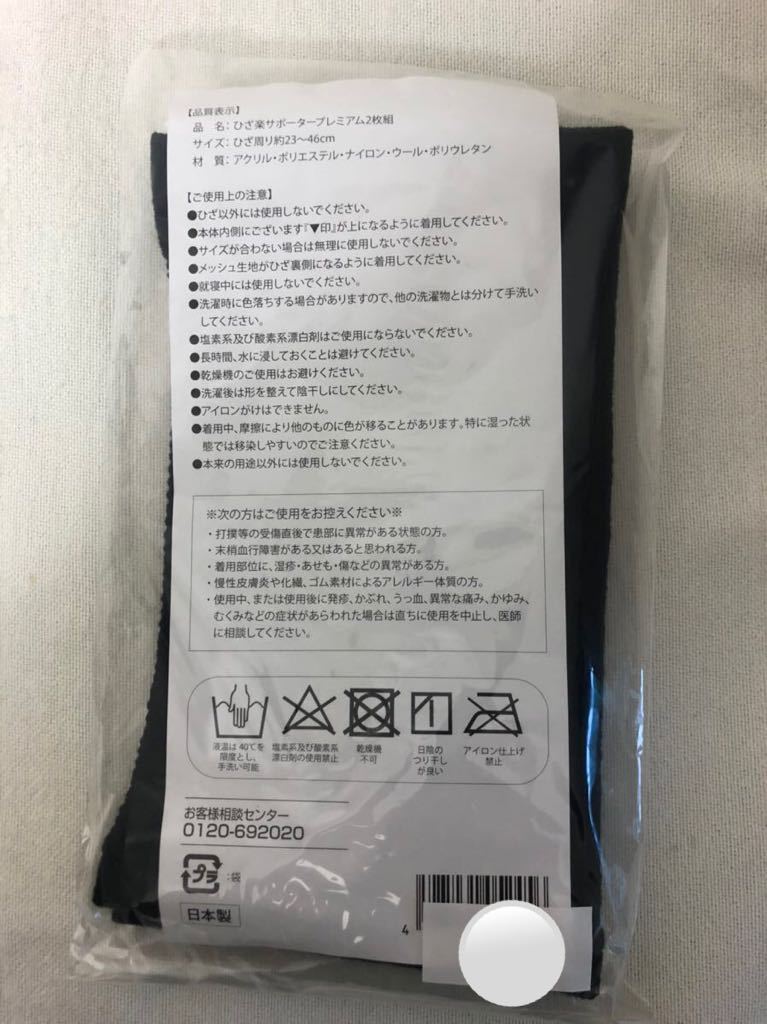 【品質表示】
品　名：ひざ楽サポータープレミアム2枚組
サイズ：ひざ周り約23～46cm
材　質：アクリル・ポリエステル・ナイロン・ウール・ポリウレタン
【ご使用上の注意】
●ひざ以外には使用しないでください。
●本体内側にございます『▼印』が上になるように着用してください。
●サイズが合わない場合は無理に使用しないでください。
●メッシュ生地がひざ裏側になるように着用してください。
●就寝中には使用しないでください。
●洗濯時に色落ちする場合がありますので、他の洗濯物とは分けて手洗い
してください。
●塩素系及び酸素系漂白剤はご使用にならないでください。
●長時間、水に浸しておくことは避けてください。
●乾燥機のご使用はお避けください。
●洗濯後は形を整えて陰干しにしてください。
●アイロンがけはできません。
●着用中、摩擦により他のものに色が移ることがあります。特に湿った状
態では移染しやすいのでご注意ください。
●本来の用途以外には使用しないでください。
※次の方はご使用をお控えください※
・打撲等の受傷直後で患部に異常がある状態の方。
・末梢血行障害がある又はあると思われる方。
・着用部位に、湿疹・あせも・傷などの異常がある方。
・慢性皮膚炎や化繊、ゴム素材によるアレルギー体質の方。
・使用中、または使用後に発疹、かぶれ、うっ血、異常な痛み、かゆみ、
むくみなどの症状があらわれた場合は直ちに使用を中止し、医師
に相談してください。
液温は40℃を
限度とし、
手洗い可能
塩素系及び酸素系
漂白剤の使用禁止
乾燥機
不可
日陰の
つり干し
が良い
アイロン仕上げ
禁止
お客様相談センター
0120-692020
プラ：袋
日本製
4